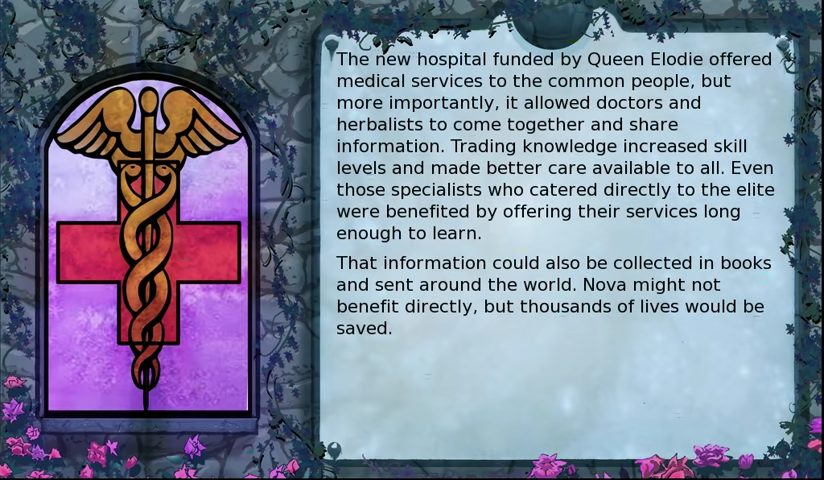 The new hospital funded by Queen Elodie offered
medical services to the common people, but
more importantly, it allowed doctors and
herbalists to come together and share
information. Trading knowledge increased skill
levels and made better care available to all. Even
those specialists who catered directly to the elite
were benefited by offering their services long
enough to learn.
That information could also be collected in books
and sent around the world. Nova might not
benefit directly, but thousands of lives would be
saved.